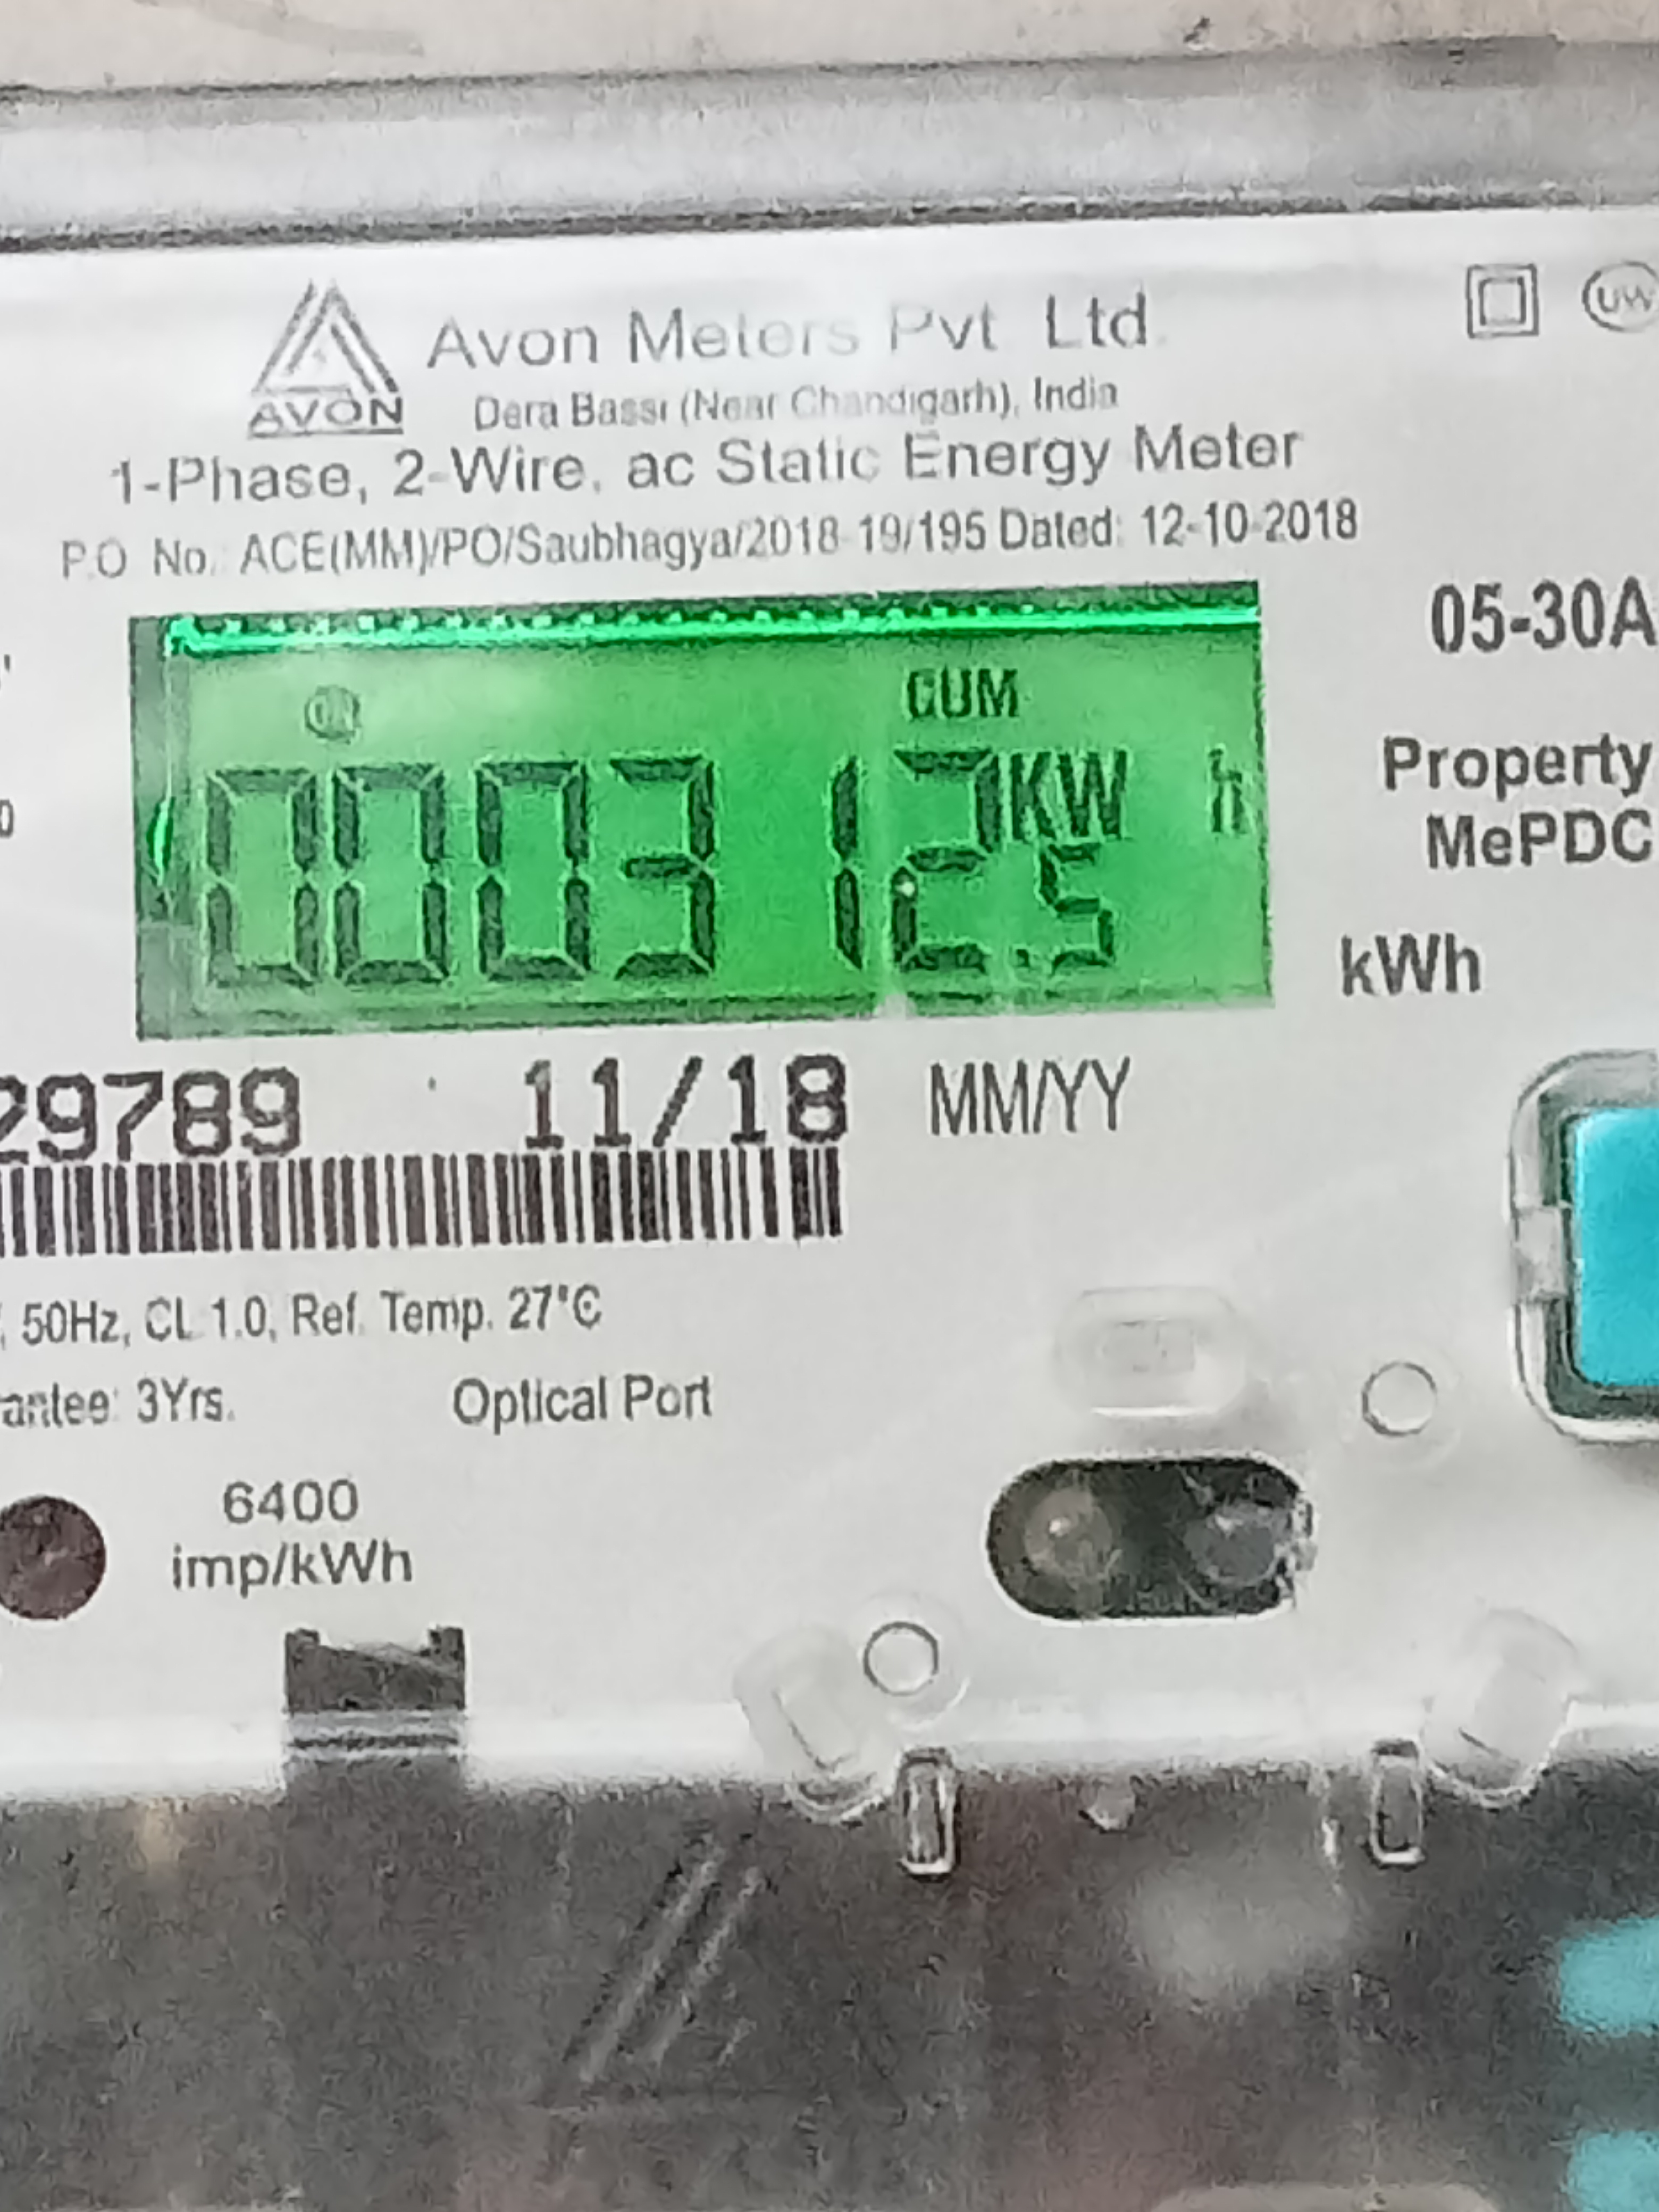 UW
Avon Meters Pvt Ltd.
AVON
Dera Bassi (Near Chandigarh), India
1-Phase, 2-Wire, ac Static Energy Meter
P.O. No.: ACE(MM)/PO/Saubhagya/2018-19/195 Dated: 12-10-2018
05-30A
CUM
000312.5 KW h
Property
MePDC
kWh
29789 11/18 MM/YY
50Hz, CL 1.0, Ref. Temp. 27°C
antee: 3Yrs. Optical Port
6400
imp/kWh